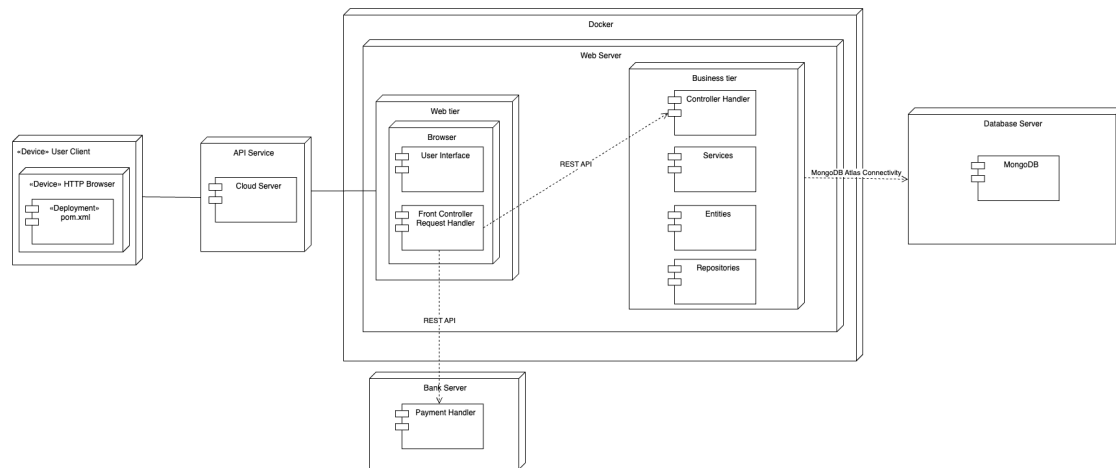 Docker
Web Server
Business tier
Controller Handler
Web tier
Browser
User Interface
Database Server
«Device» User Client
API Service
REST API
Services
MongoDB
MongoDB Atlas Connectivity
«Device» HTTP Browser
Cloud Server
«Deployment»
pom.xml
Front Controller
Request Handler
Entities
Repositories
REST API
Bank Server
Payment Handler